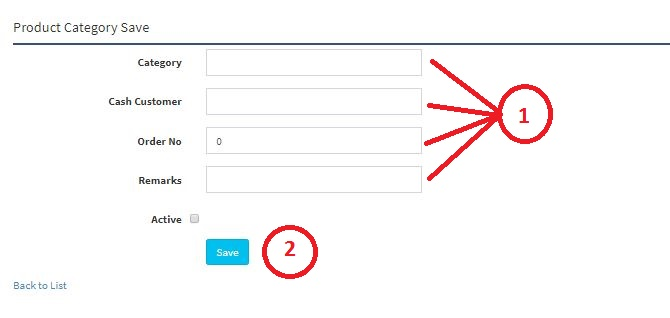 Product Category Save
Category
Cash Customer
1
Order No 0
Remarks
Active
Save 2
Back to List